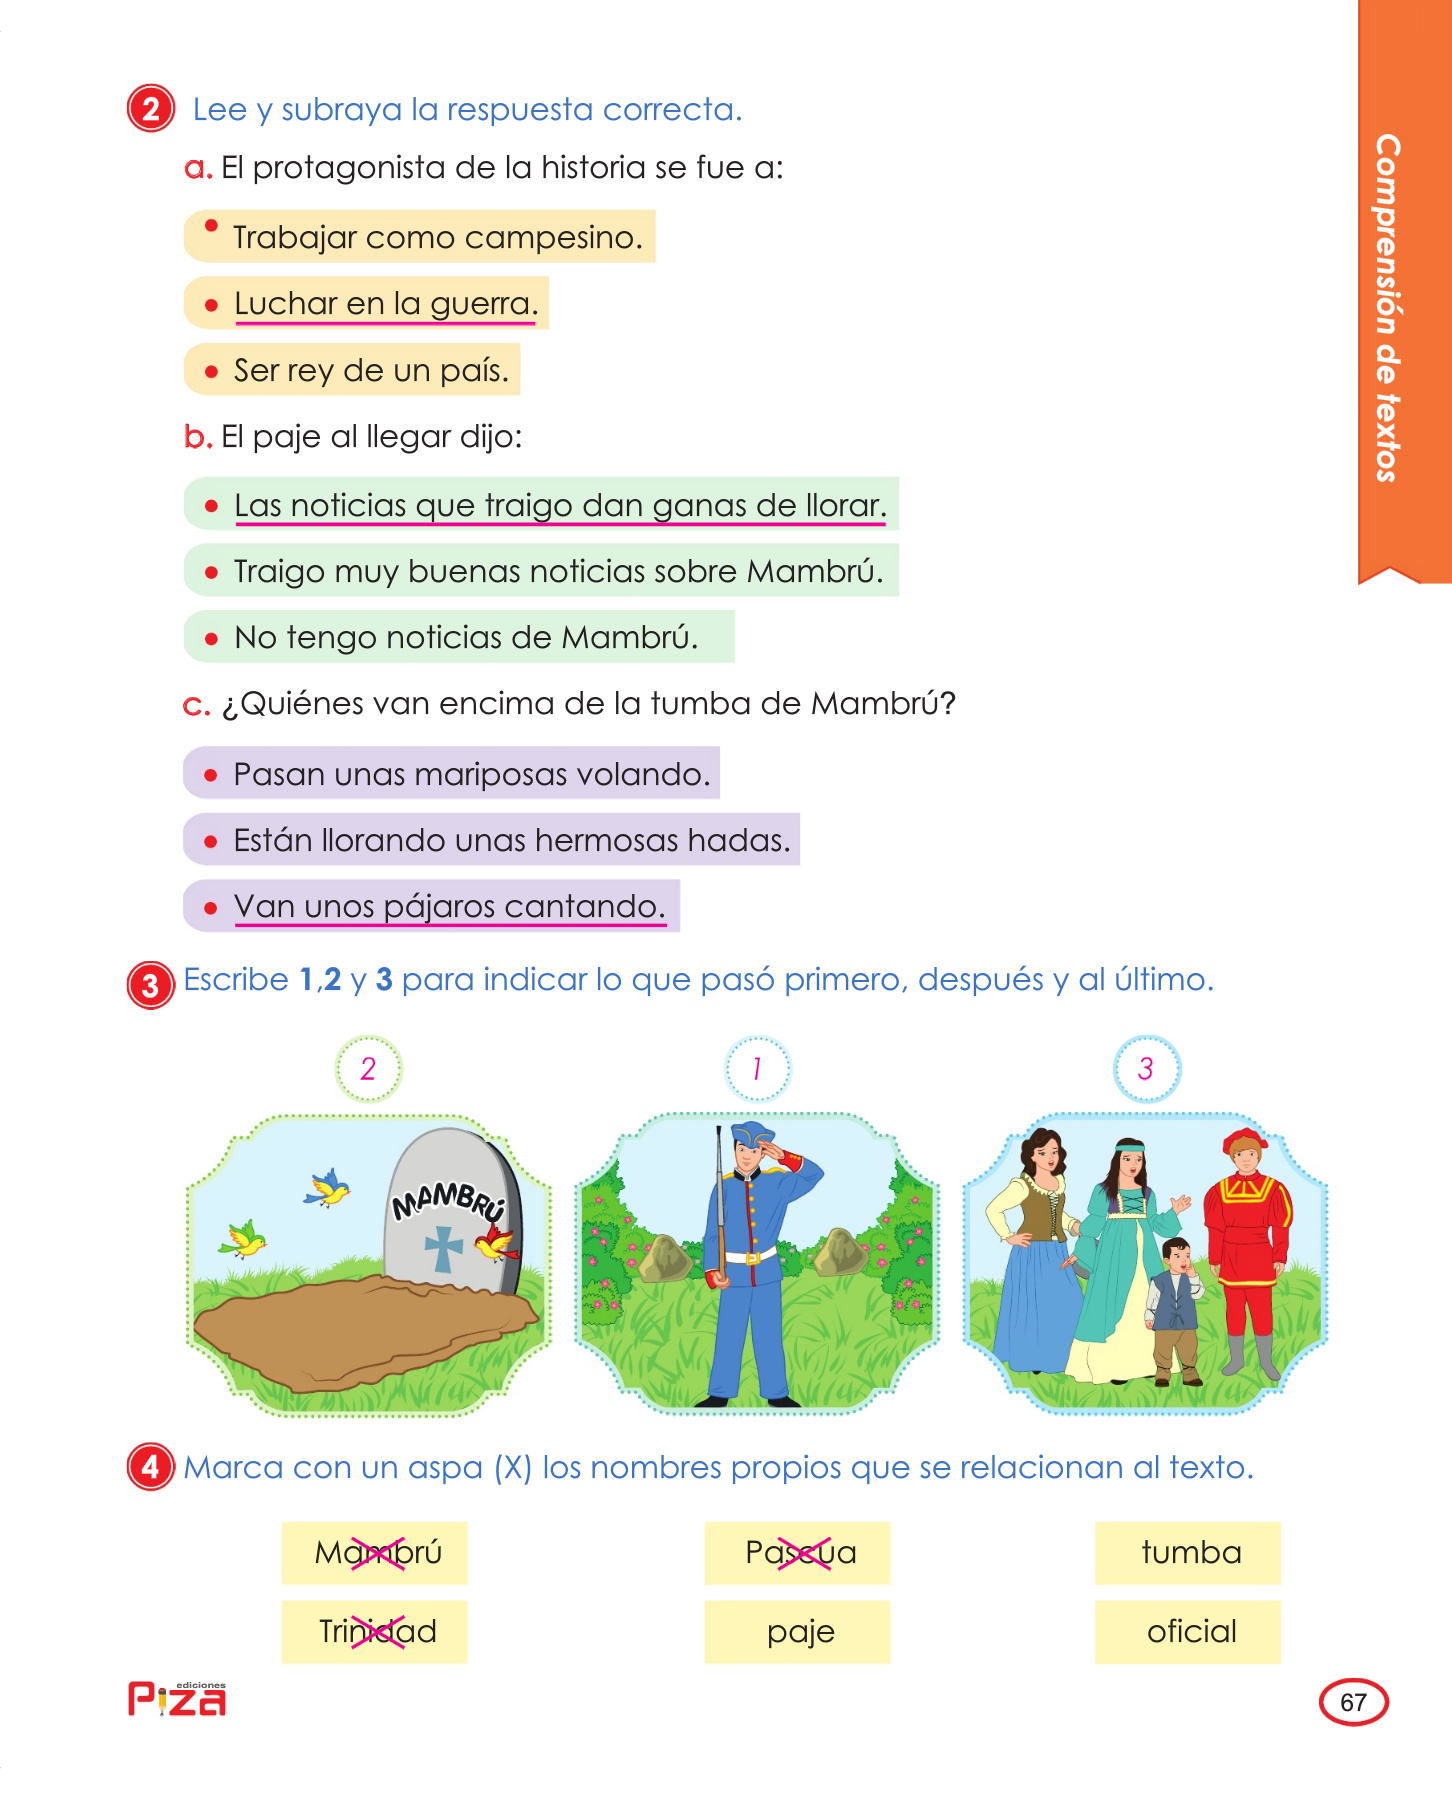 2 Lee y subraya la respuesta correcta.
a. El protagonista de la historia se fue a:
• Trabajar como campesino.
• Luchar en la guerra.
• Ser rey de un país.
b. El paje al llegar dijo:
• Las noticias que traigo dan ganas de llorar.
• Traigo muy buenas noticias sobre Mambrú.
• No tengo noticias de Mambrú.
c. ¿Quiénes van encima de la tumba de Mambrú?
• Pasan unas mariposas volando.
• Están llorando unas hermosas hadas.
• Van unos pájaros cantando.
Comprensión de textos
3 Escribe 1,2 y 3 para indicar lo que pasó primero, después y al último.
2 1 3
MAMBRÚ
4 Marca con un aspa (X) los nombres propios que se relacionan al texto.
Mambrú Pascua tumba
Trinidad paje oficial
ediciones
Piza
67